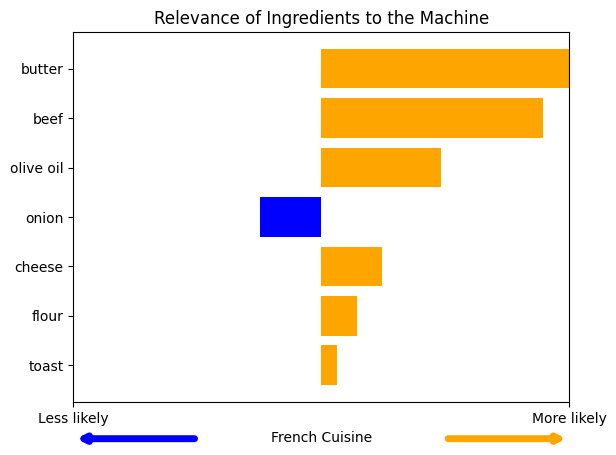 Relevance of Ingredients to the Machine
butter
beef
olive oil
onion
cheese
flour
toast
Less likely
More likely
French Cuisine